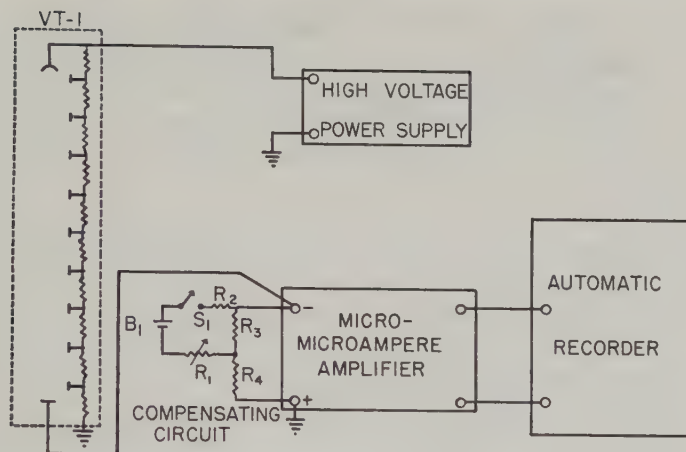 VT-1
HIGH VOLTAGE
POWER SUPPLY
B1
S1
R2
R3
R1
R4
COMPENSATING
CIRCUIT
-
+
MICRO-
MICROAMPERE
AMPLIFIER
AUTOMATIC
RECORDER